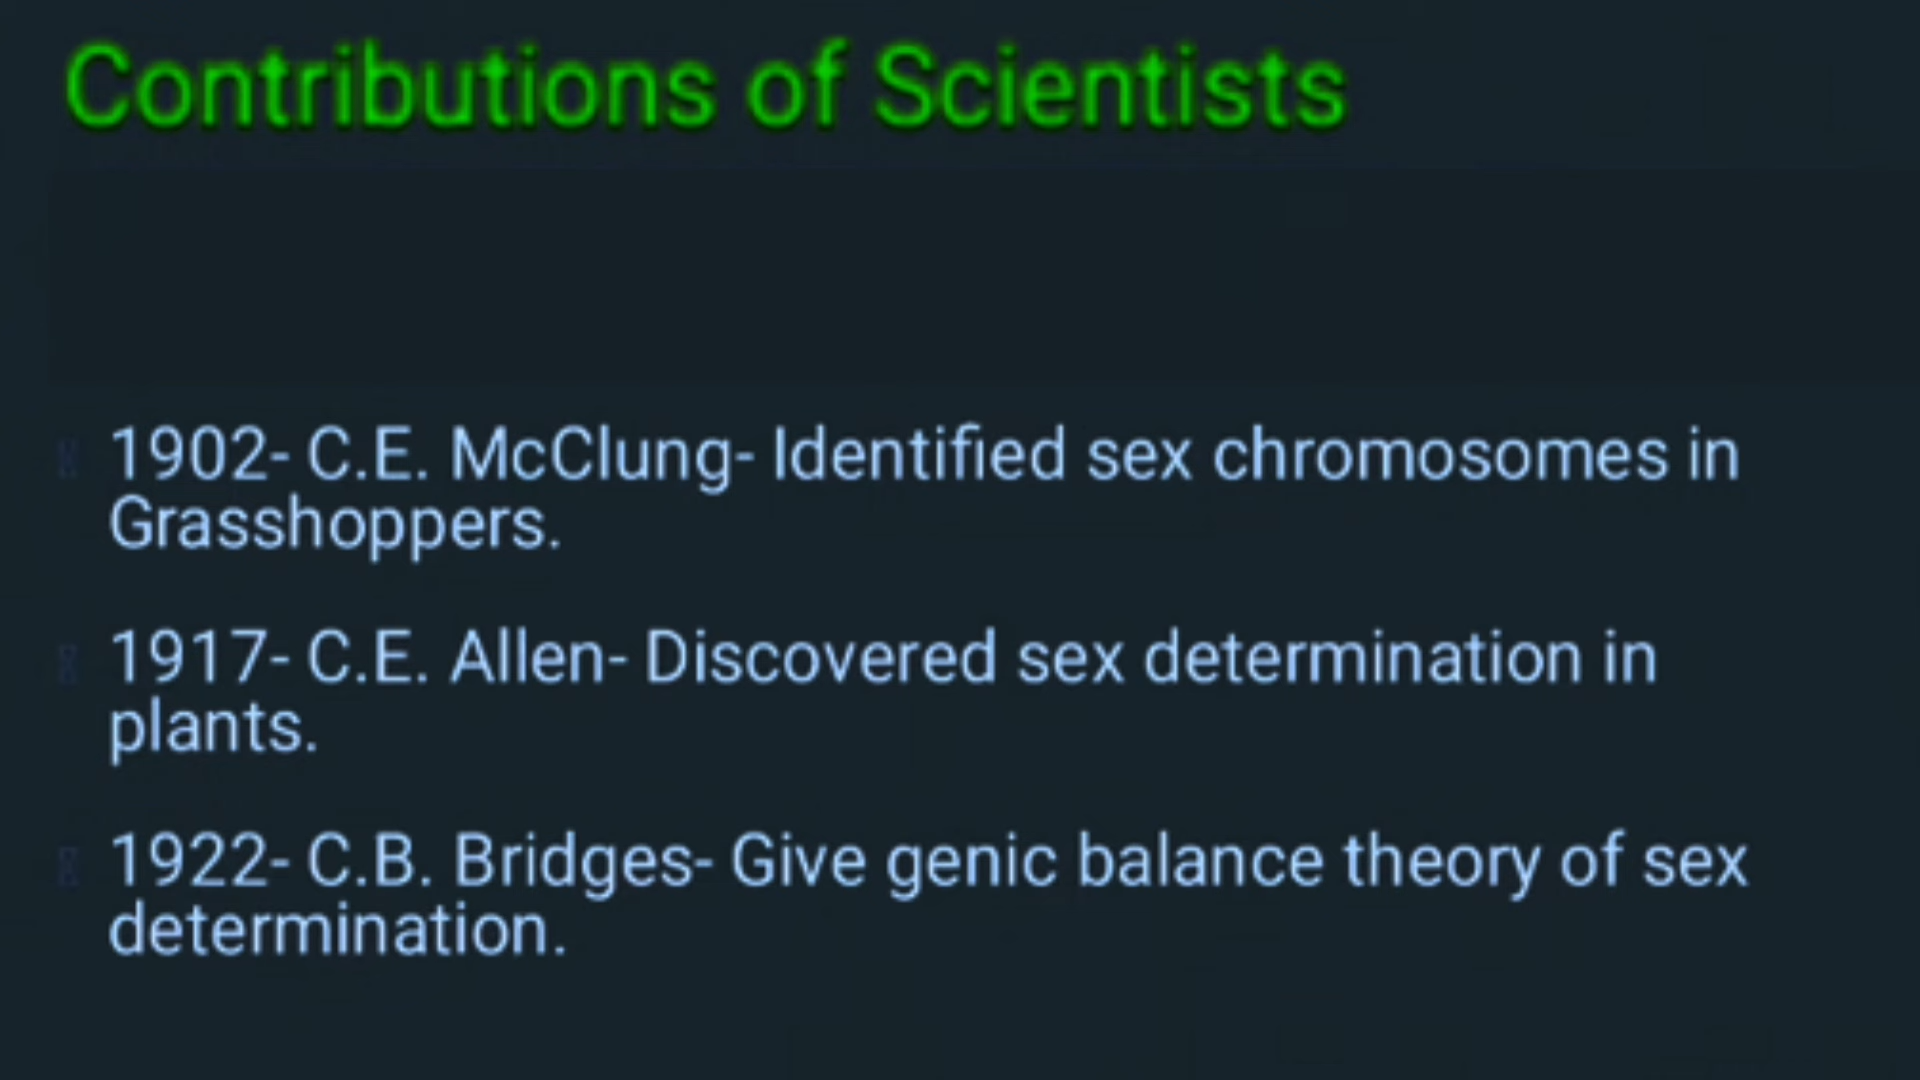 Contributions of Scientists
1902- C.E. McClung- Identified sex chromosomes in
Grasshoppers.
1917- C.E. Allen- Discovered sex determination in
plants.
1922- C.B. Bridges- Give genic balance theory of sex
determination.